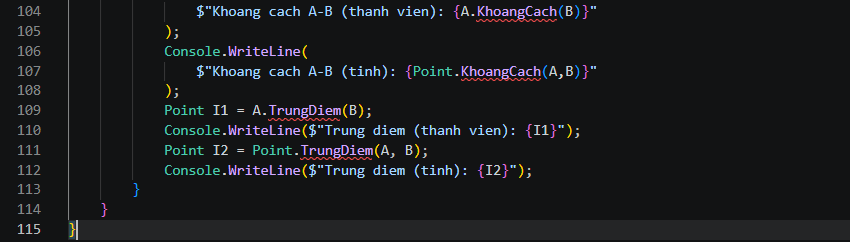 104 $"Khoang cach A-B (thanh vien): {A.KhoangCach(B)}"
105 );
106 Console.WriteLine(
107 $"Khoang cach A-B (tinh): {Point.KhoangCach(A,B)}"
108 );
109 Point I1 = A.TrungDiem(B);
110 Console.WriteLine($"Trung diem (thanh vien): {I1}");
111 Point I2 = Point.TrungDiem(A, B);
112 Console.WriteLine($"Trung diem (tinh): {I2}");
113 }
114 }
115 }